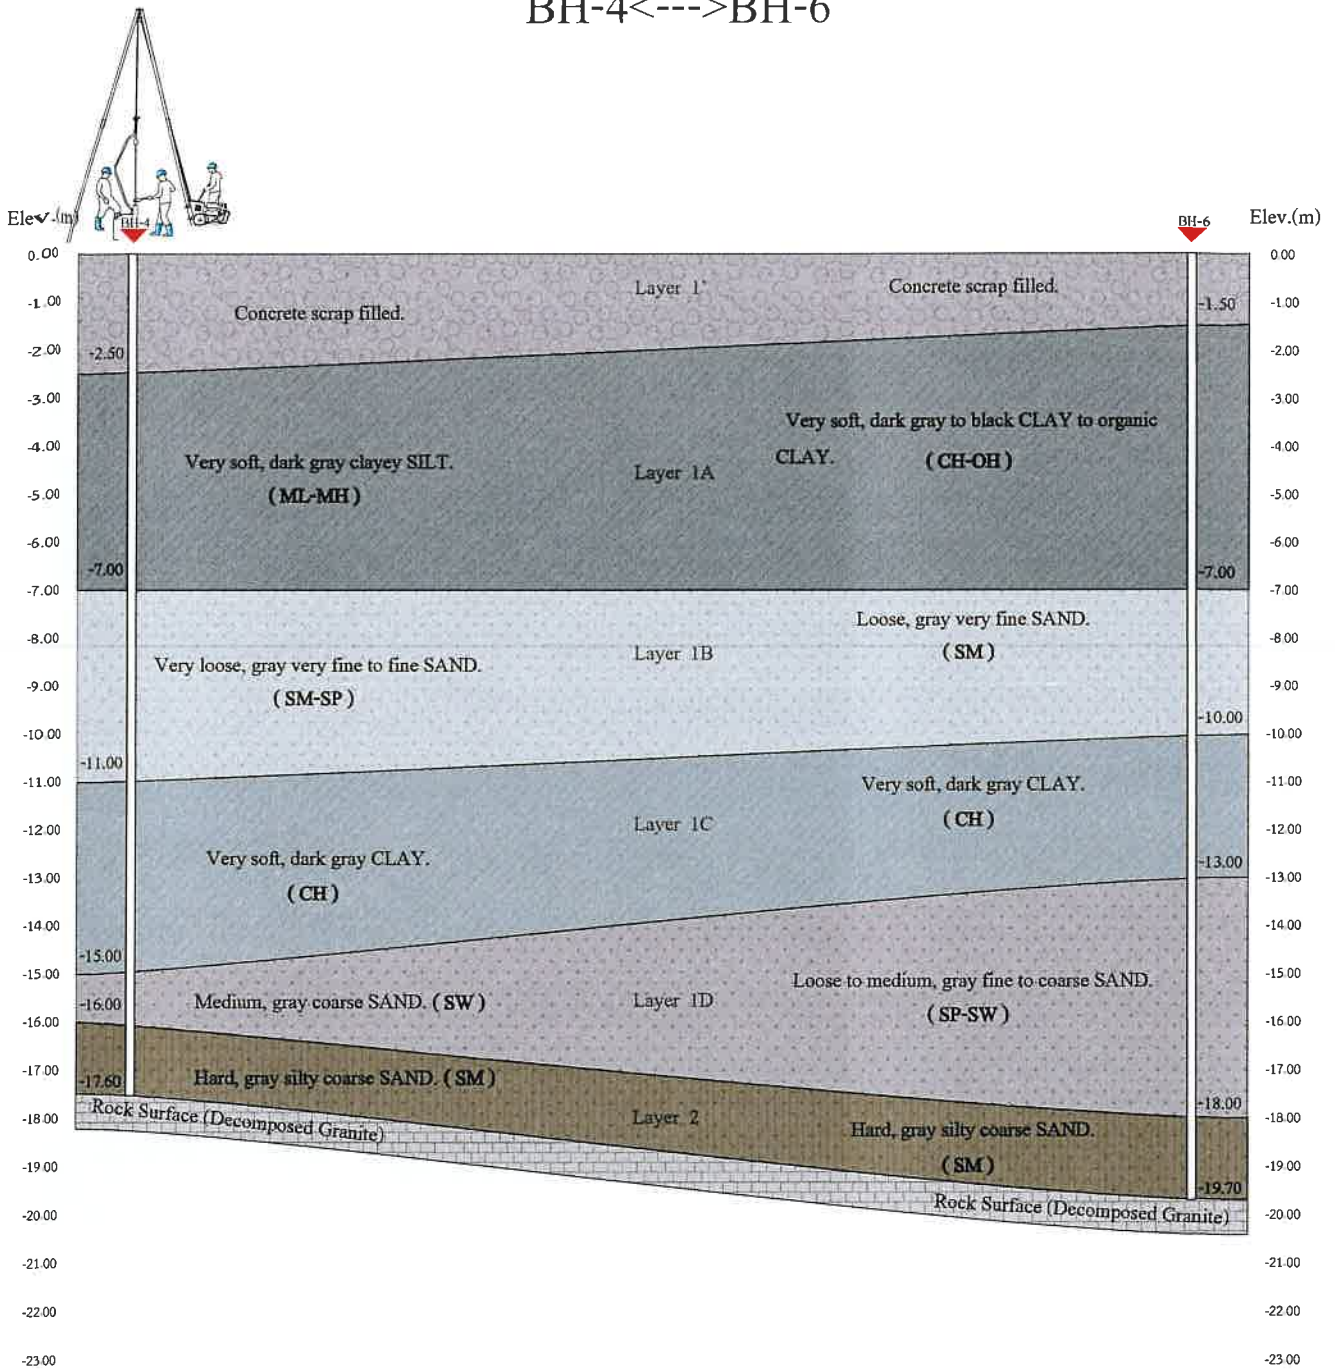 BH-4<--->BH-6
Elev.(m)
BH-4
BH-6
Elev.(m)
0.00
0.00
Layer 1'
Concrete scrap filled.
-1.00
-1.50
-1.00
Concrete scrap filled.
-2.00
-2.50
-2.00
-3.00
-3.00
Very soft, dark gray to black CLAY to organic
-4.00
CLAY. (CH-OH)
-4.00
Very soft, dark gray clayey SILT.
Layer 1A
-5.00
(ML-MH)
-5.00
-6.00
-6.00
-7.00
-7.00
-7.00
-7.00
Loose, gray very fine SAND.
-8.00
-8.00
Layer 1B
(SM)
Very loose, gray very fine to fine SAND.
-9.00
-9.00
(SM-SP)
-10.00
-10.00
-10.00
-11.00
-11.00
-11.00
Very soft, dark gray CLAY.
-12.00
Layer 1C
(CH)
-12.00
Very soft, dark gray CLAY.
-13.00
-13.00
-13.00
(CH)
-14.00
-14.00
-15.00
-15.00
-15.00
Loose to medium, gray fine to coarse SAND.
-16.00
Medium, gray coarse SAND. (SW)
Layer 1D
(SP-SW)
-16.00
-16.00
-17.00
-17.00
-17.60
Hard, gray silty coarse SAND. (SM)
-18.00
Rock Surface (Decomposed Granite)
-18.00
Layer 2
-18.00
Hard, gray silty coarse SAND.
-19.00
(SM)
-19.00
-19.70
Rock Surface (Decomposed Granite)
-20.00
-20.00
-21.00
-21.00
-22.00
-22.00
-23.00
-23.00